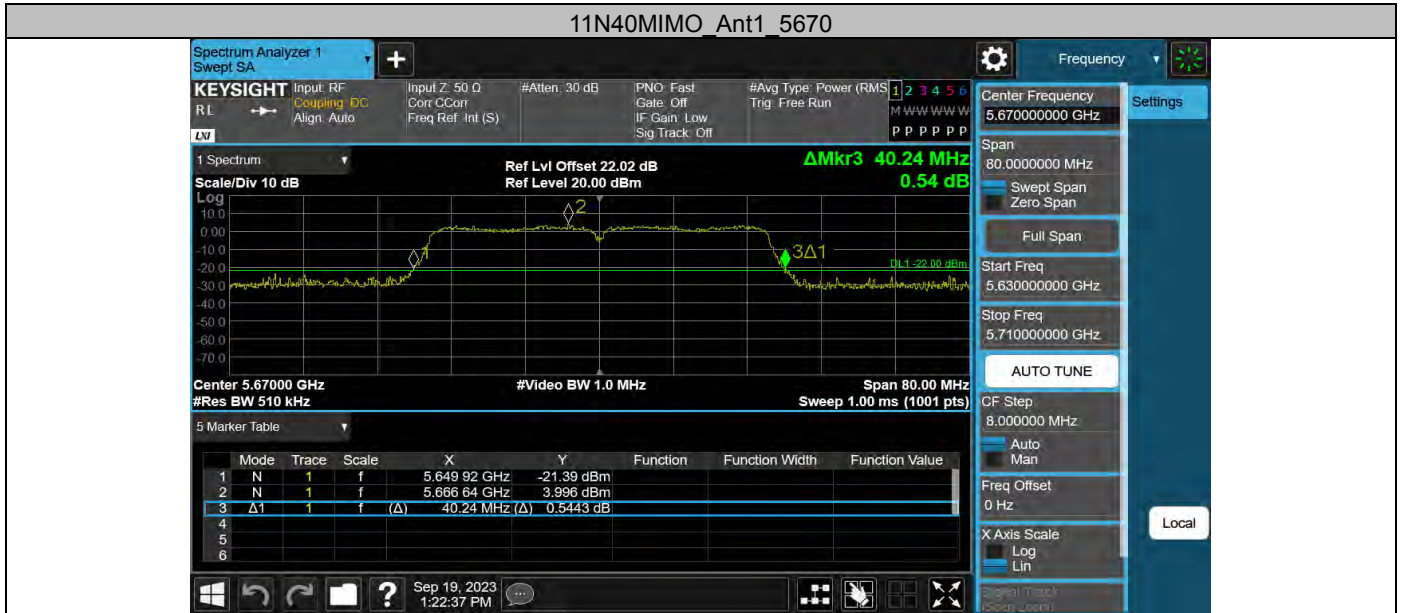 11N40MIMO_Ant1_5670
Spectrum Analyzer 1
Swept SA
+
Frequency
KEYSIGHT
RL
LXI
Input: RF
Coupling: DC
Align: Auto
Input Z: 50 Ω
Corr CCorr
Freq Ref: Int (S)
#Atten: 30 dB
PNO: Fast
Gate: Off
IF Gain: Low
Sig Track: Off
#Avg Type: Power (RMS
Trig: Free Run
1 2 3 4 5 6
M W W W W W
P P P P P P
Settings
Center Frequency
5.670000000 GHz
Span
80.0000000 MHz
Swept Span
Zero Span
Full Span
Start Freq
5.630000000 GHz
Stop Freq
5.710000000 GHz
AUTO TUNE
CF Step
8.000000 MHz
Auto
Man
Freq Offset
0 Hz
X Axis Scale
Log
Lin
Signal Track
Local
1 Spectrum
Scale/Div 10 dB
Log
Ref Lvl Offset 22.02 dB
Ref Level 20.00 dBm
ΔMkr3 40.24 MHz
0.54 dB
10.0
0.00
-10.0
-20.0
-30.0
-40.0
-50.0
-60.0
-70.0
1
2
3Δ1
DL1 -22.00 dBm
Center 5.67000 GHz
#Video BW 1.0 MHz
Span 80.00 MHz
#Res BW 510 kHz
Sweep 1.00 ms (1001 pts)
5 Marker Table
Mode Trace Scale X Y Function Function Width Function Value
1 N 1 f 5.649 92 GHz -21.39 dBm
2 N 1 f 5.666 64 GHz 3.996 dBm
3 Δ1 1 f (Δ) 40.24 MHz (Δ) 0.5443 dB
4
5
6
?
Sep 19, 2023
1:22:37 PM